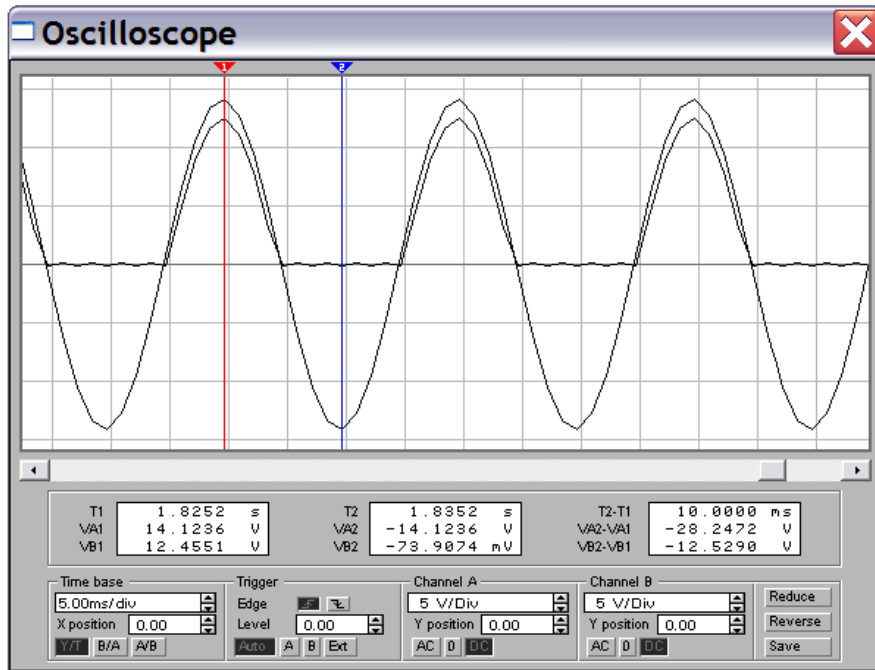 Oscilloscope
1 2
T1 1.8252 s T2 1.8352 s T2-T1 10.0000 ms
VA1 14.1236 V VA2 -14.1236 V VA2-VA1 -28.2472 V
VB1 12.4551 V VB2 -73.9074 mV VB2-VB1 -12.5290 V
Time base Trigger Channel A Channel B
5.00ms/div Edge 5 V/Div 5 V/Div Reduce
X position 0.00 Level 0.00 Y position 0.00 Y position 0.00 Reverse
Y/T B/A A/B Auto A B Ext AC 0 DC AC 0 DC Save